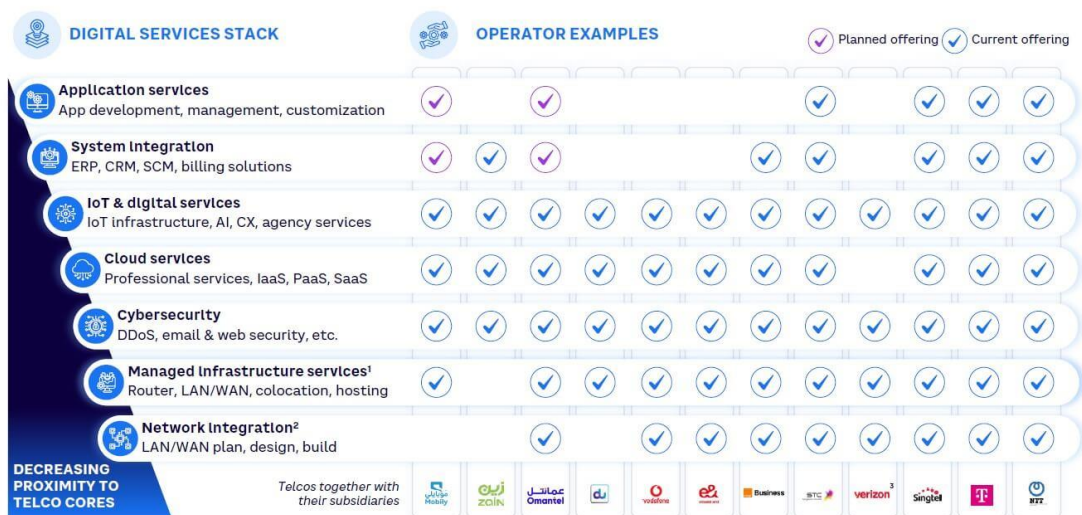 DIGITAL SERVICES STACK
OPERATOR EXAMPLES
Planned offering
Current offering
Application services
App development, management, customization
System integration
ERP, CRM, SCM, billing solutions
IoT & digital services
IoT infrastructure, AI, CX, agency services
Cloud services
Professional services, IaaS, PaaS, SaaS
Cybersecurity
DDoS, email & web security, etc.
Managed infrastructure services¹
Router, LAN/WAN, colocation, hosting
Network integration²
LAN/WAN plan, design, build
DECREASING
PROXIMITY TO
TELCO CORES
Telcos together with
their subsidiaries
موبايلي
Mobily
زين
zain
عمانتل
Omantel
du
vodafone
e&
Business
STC
verizon
3
Singtel
T
NTT